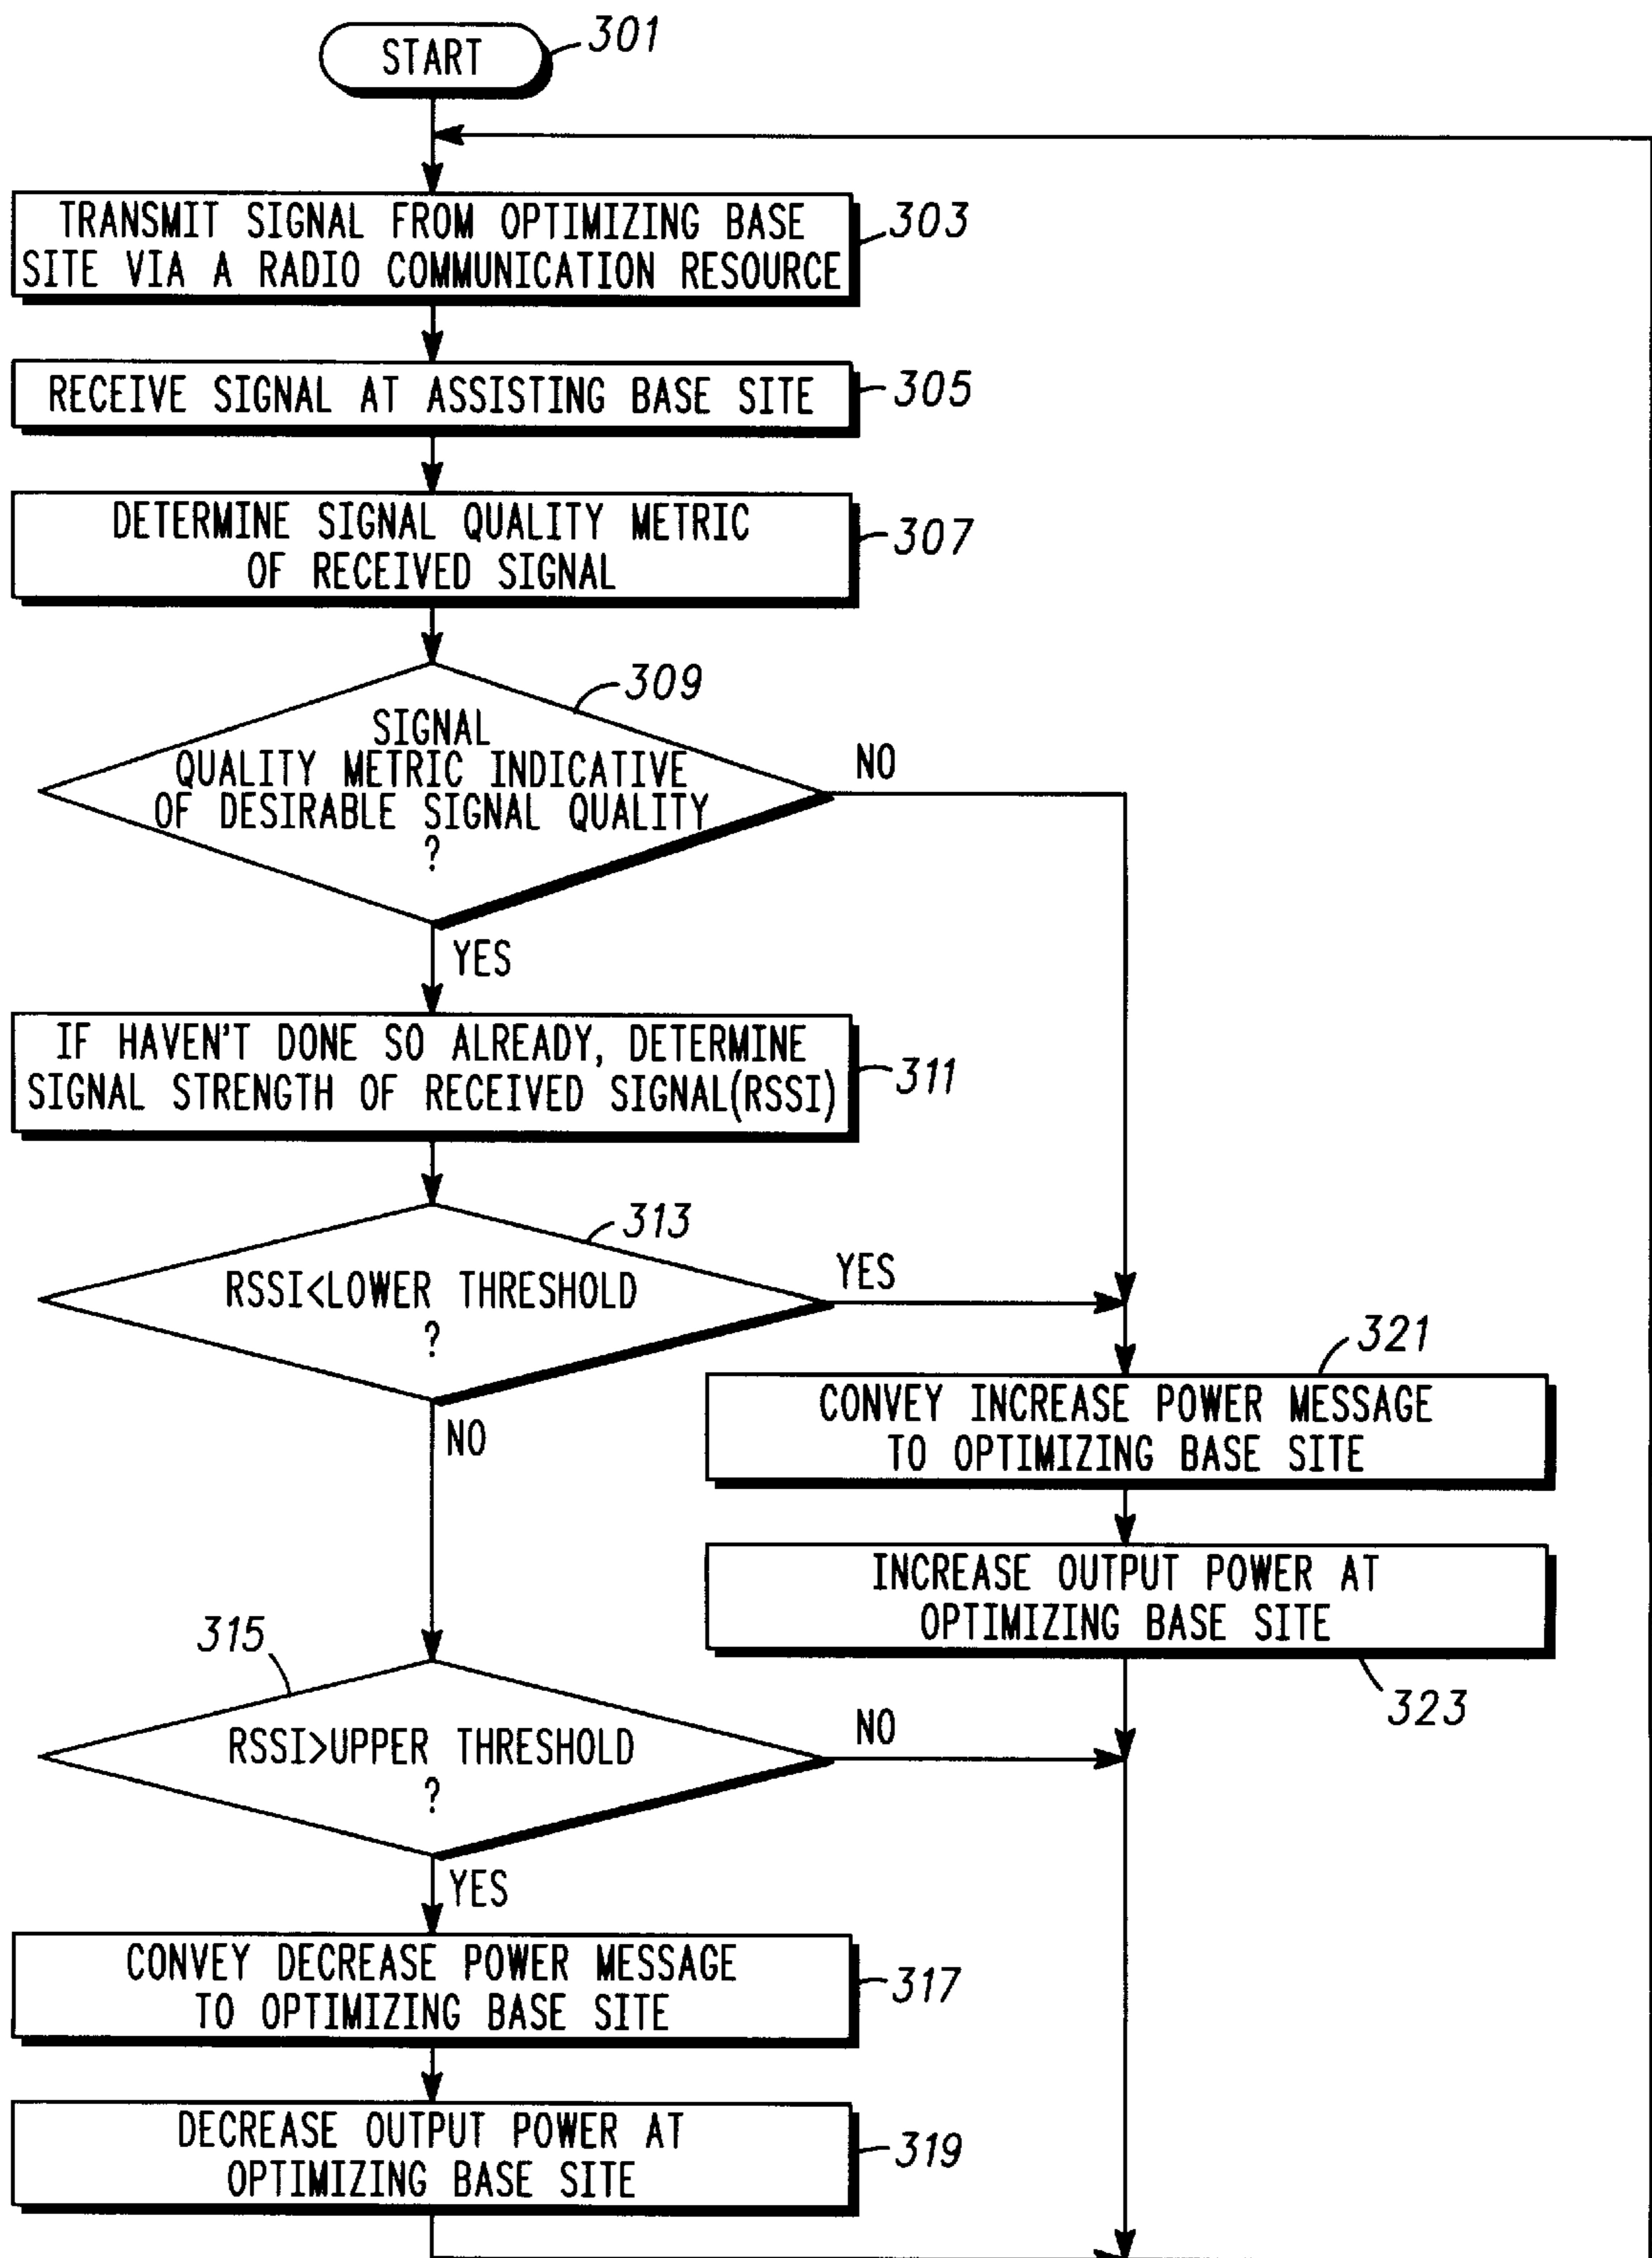 START
301
TRANSMIT SIGNAL FROM OPTIMIZING BASE
SITE VIA A RADIO COMMUNICATION RESOURCE
303
RECEIVE SIGNAL AT ASSISTING BASE SITE
305
DETERMINE SIGNAL QUALITY METRIC
OF RECEIVED SIGNAL
307
309
SIGNAL
QUALITY METRIC INDICATIVE
OF DESIRABLE SIGNAL QUALITY
?
NO
YES
IF HAVEN'T DONE SO ALREADY, DETERMINE
SIGNAL STRENGTH OF RECEIVED SIGNAL(RSSI)
311
313
RSSI<LOWER THRESHOLD
?
YES
NO
321
CONVEY INCREASE POWER MESSAGE
TO OPTIMIZING BASE SITE
INCREASE OUTPUT POWER AT
OPTIMIZING BASE SITE
323
315
RSSI>UPPER THRESHOLD
?
NO
YES
CONVEY DECREASE POWER MESSAGE
TO OPTIMIZING BASE SITE
317
DECREASE OUTPUT POWER AT
OPTIMIZING BASE SITE
319